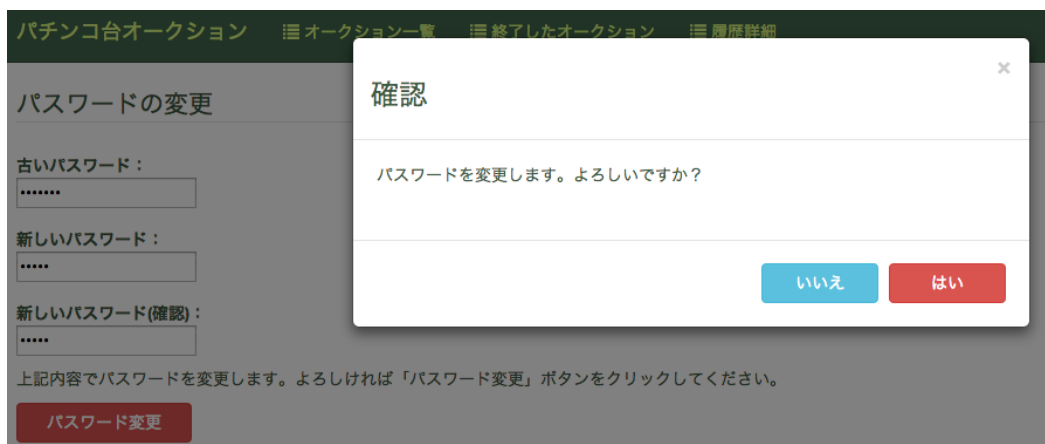 パチンコ台オークション オークション一覧 終了したオークション 履歴詳細
×
確認
パスワードを変更します。よろしいですか？
いいえ はい
パスワードの変更
古いパスワード：
•••••••
新しいパスワード：
•••••
新しいパスワード(確認)：
•••••
上記内容でパスワードを変更します。よろしければ「パスワード変更」ボタンをクリックしてください。
パスワード変更